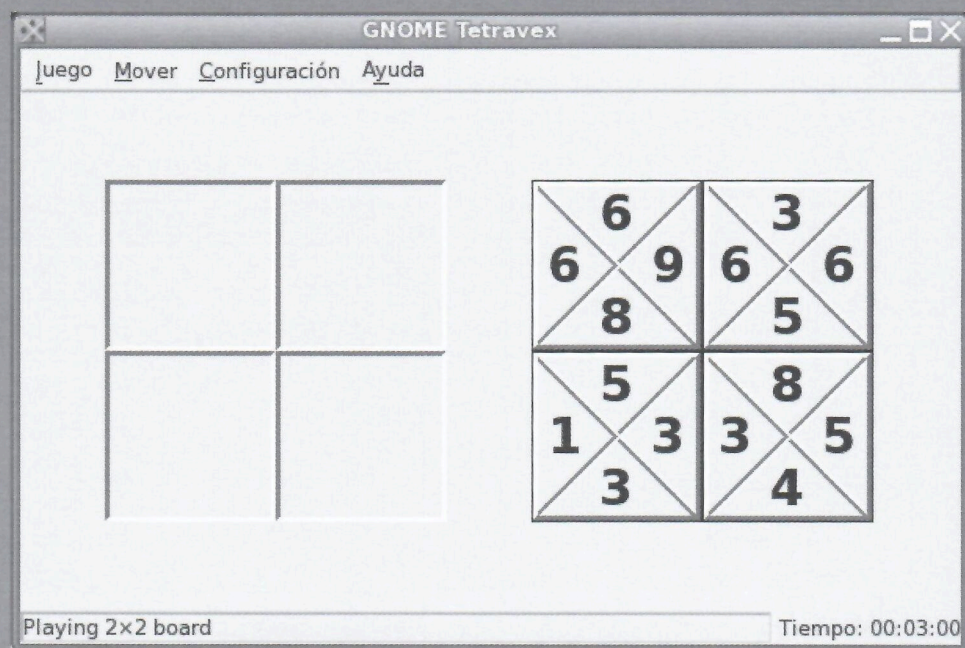 GNOME Tetravex
Juego Mover Configuración Ayuda
6 3
6 9 6 6
8 5
5 8
1 3 3 5
3 4
Playing 2×2 board Tiempo: 00:03:00